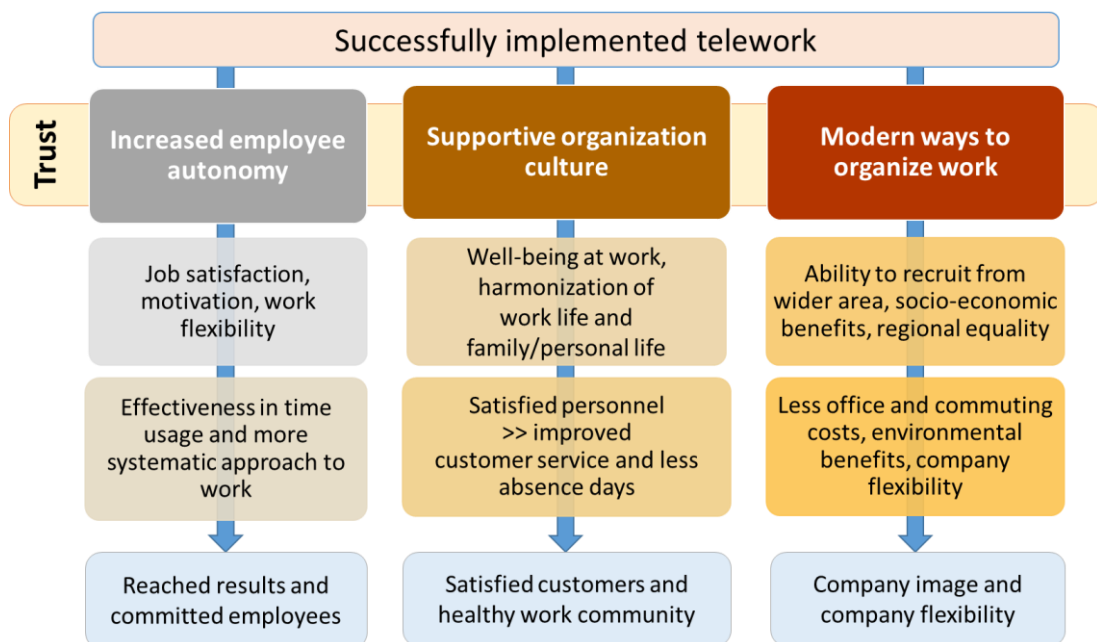 Successfully implemented telework
Trust
Increased employee
autonomy
Supportive organization
culture
Modern ways to
organize work
Job satisfaction,
motivation, work
flexibility
Well-being at work,
harmonization of
work life and
family/personal life
Ability to recruit from
wider area, socio-economic
benefits, regional equality
Effectiveness in time
usage and more
systematic approach to
work
Satisfied personnel
>> improved
customer service and less
absence days
Less office and commuting
costs, environmental
benefits, company
flexibility
Reached results and
committed employees
Satisfied customers and
healthy work community
Company image and
company flexibility